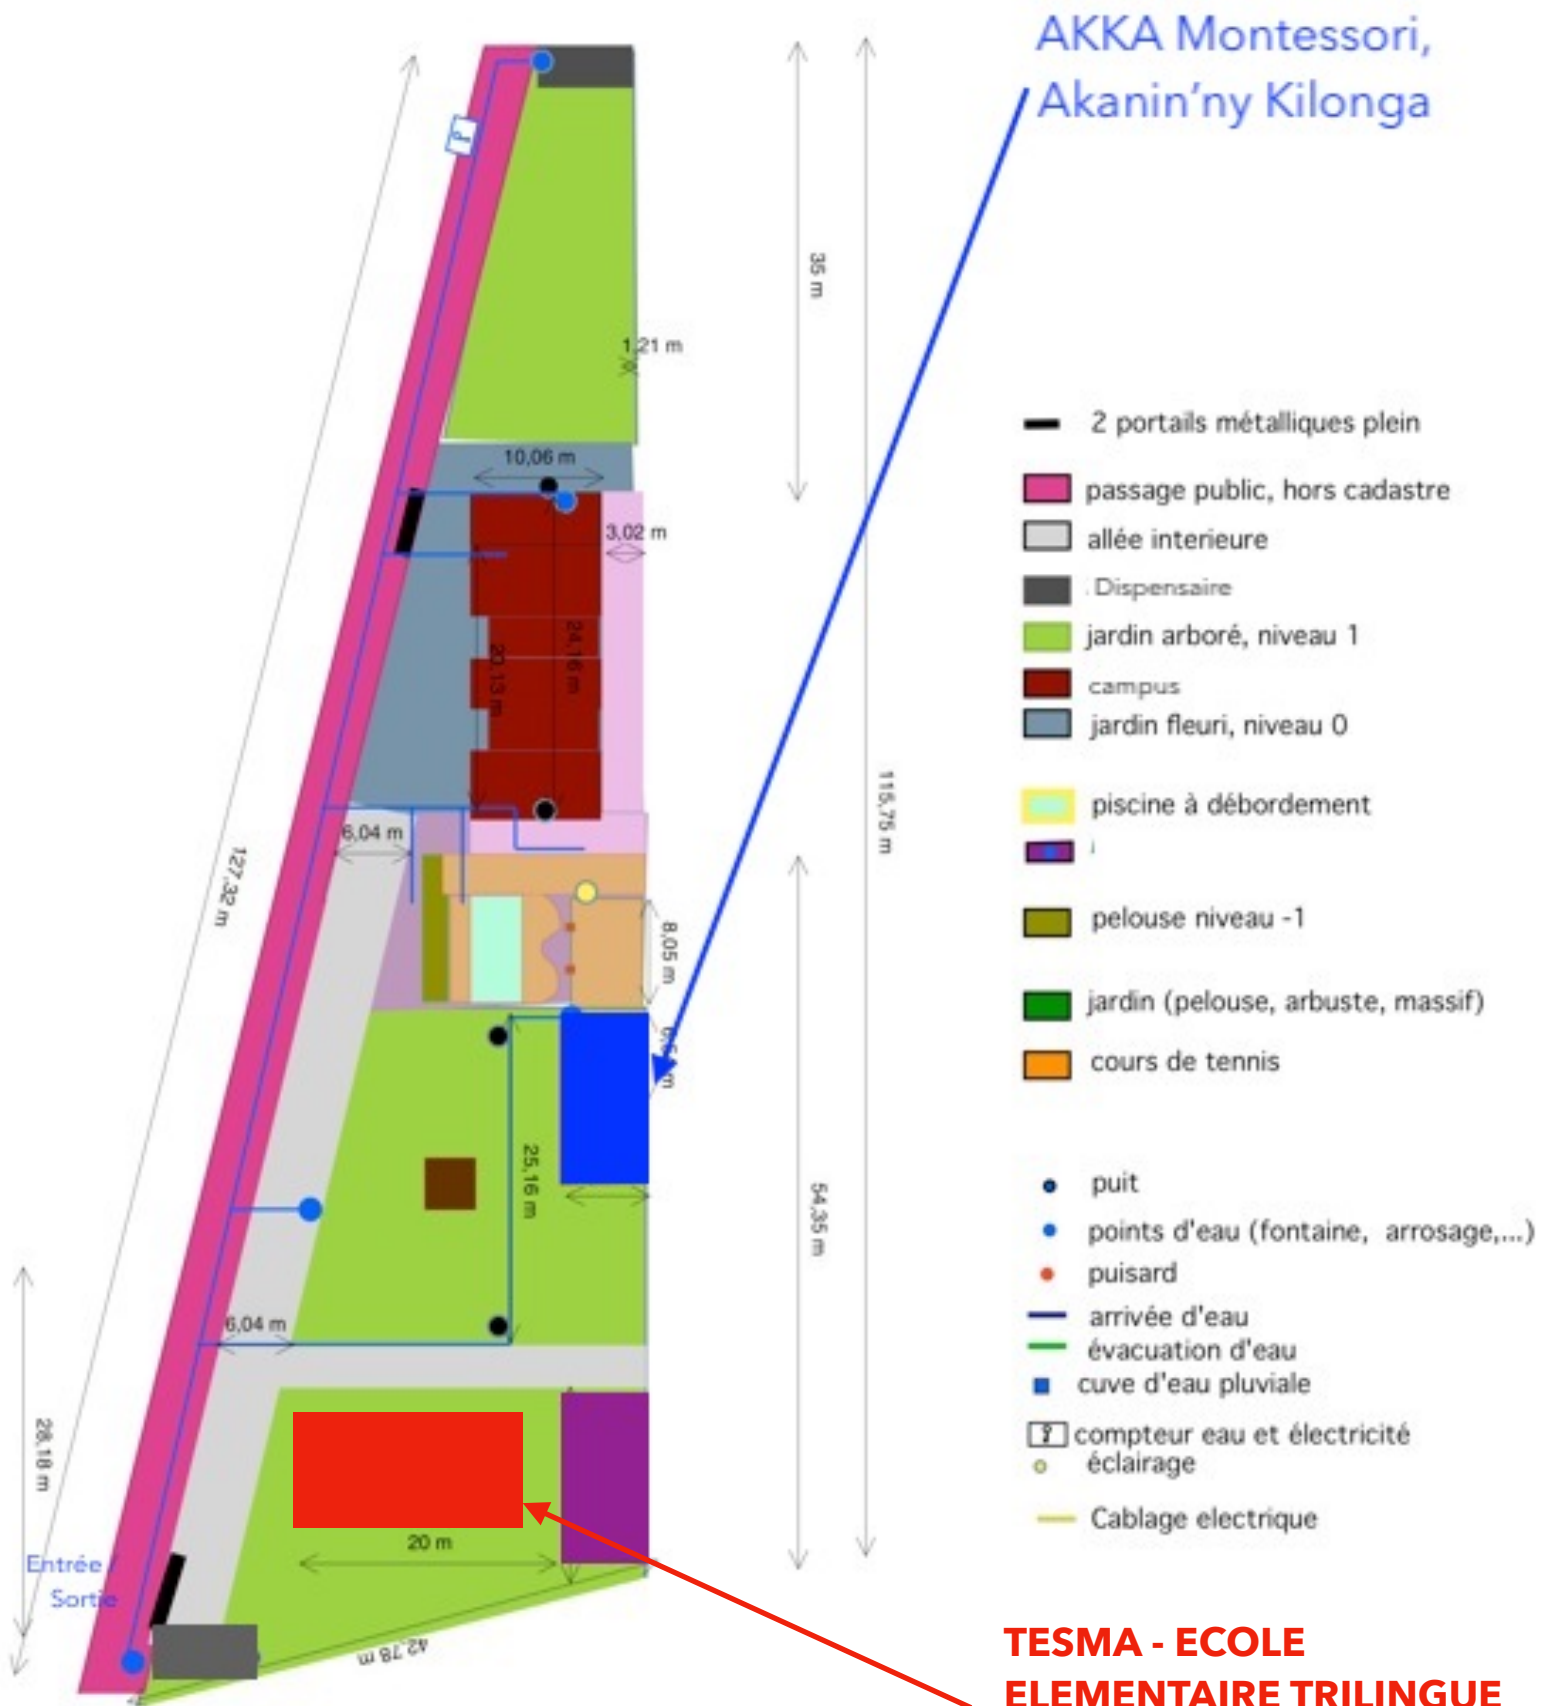 AKKA Montessori,
Akanin'ny Kilonga
35 m
1,21 m
10,06 m
3,02 m
24,16 m
20,13 m
115,75 m
127,32 m
6,04 m
8,05 m
25,16 m
54,35 m
6,04 m
28,18 m
20 m
Entrée /
Sortie
42,78 m
2 portails métalliques plein
passage public, hors cadastre
allée interieure
Dispensaire
jardin arboré, niveau 1
campus
jardin fleuri, niveau 0
piscine à débordement
pelouse niveau -1
jardin (pelouse, arbuste, massif)
cours de tennis
puit
points d'eau (fontaine, arrosage,...)
puisard
arrivée d'eau
évacuation d'eau
cuve d'eau pluviale
compteur eau et électricité
éclairage
Cablage electrique
TESMA - ECOLE
ELEMENTAIRE TRILINGUE